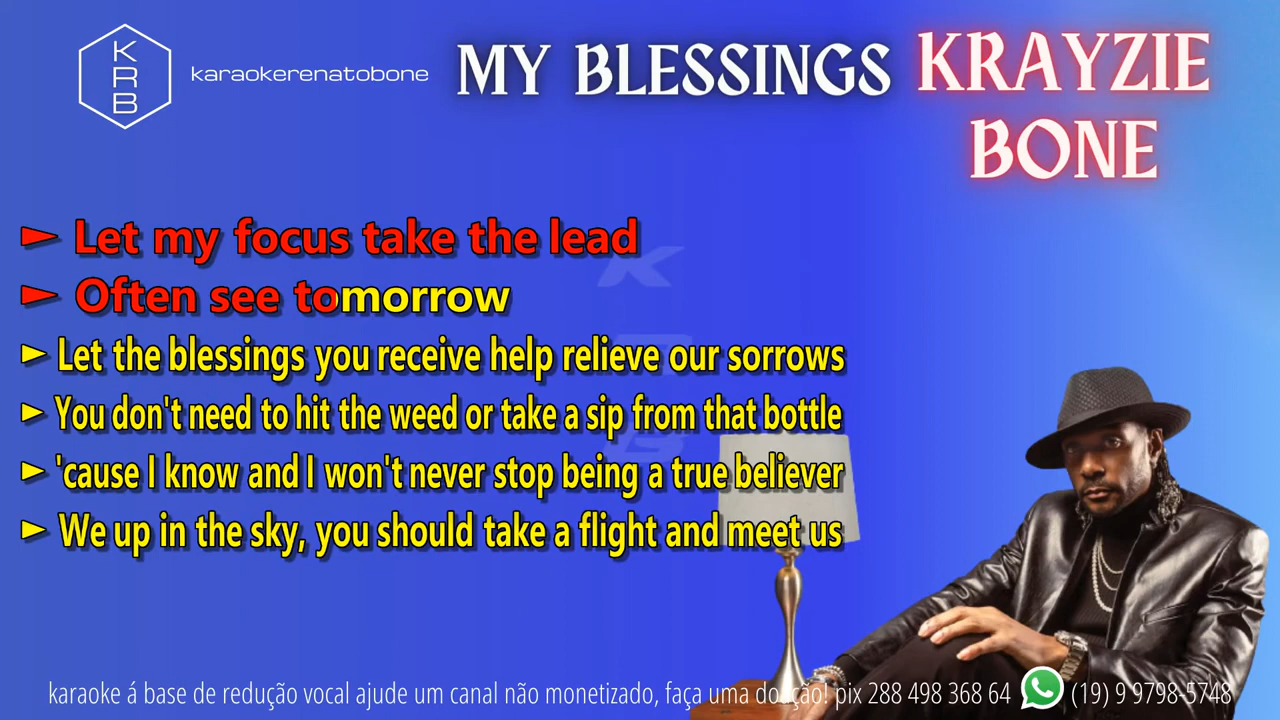 K
R
B
karaokerenatobone
MY BLESSINGS
KRAYZIE
BONE
► Let my focus take the lead
► Often see tomorrow
► Let the blessings you receive help relieve our sorrows
► You don't need to hit the weed or take a sip from that bottle
► 'cause I know and I won't never stop being a true believer
► We up in the sky, you should take a flight and meet us
K
R
B
karaoke á base de redução vocal ajude um canal não monetizado, faça uma doação! pix 288 498 368 64 (19) 9 9798-5748